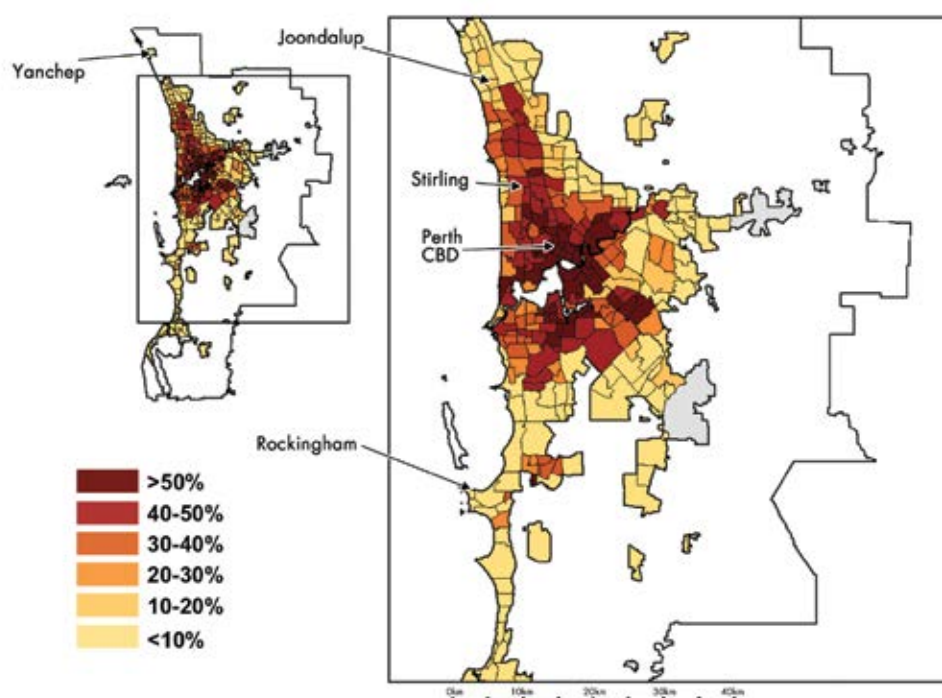 Yanchep
Joondalup
Stirling
Perth
CBD
Rockingham
>50%
40-50%
30-40%
20-30%
10-20%
<10%
0km 10km 20km 30km 40km